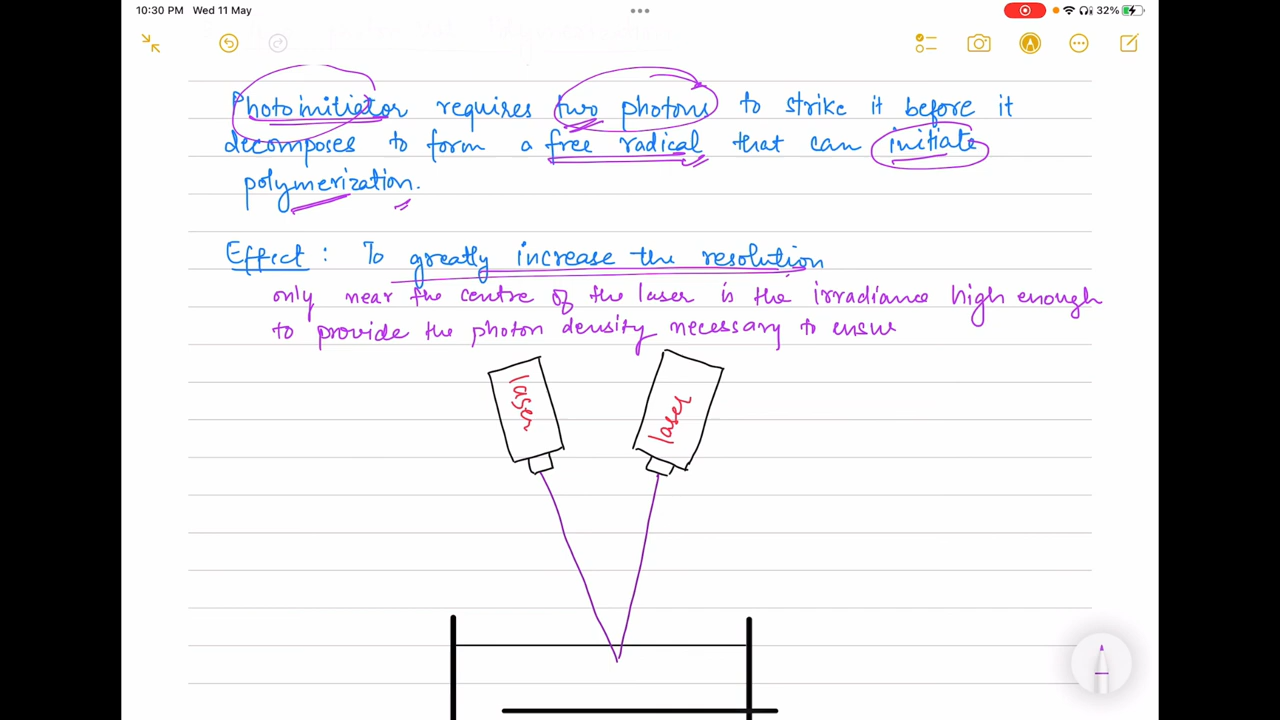 10:30 PM Wed 11 May
32%
Photoinitiator requires two photons to strike it before it
decomposes to form a free radical that can initiate
polymerization.
Effect : To greatly increase the resolution
only near the centre of the laser is the irradiance high enough
to provide the photon density necessary to ensure
laser
laser